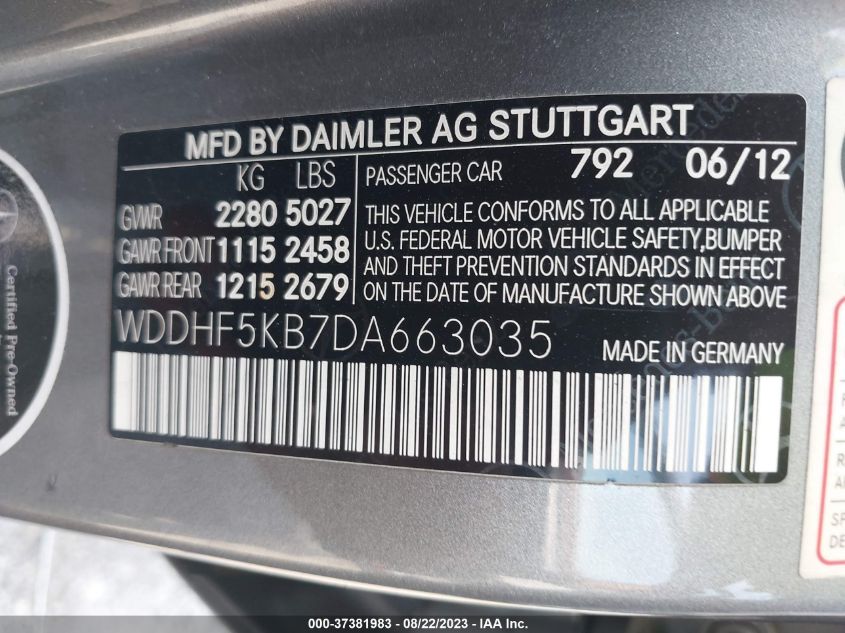 MFD BY DAIMLER AG STUTTGART
KG LBS
GVWR 2280 5027
GAWR FRONT 1115 2458
GAWR REAR 1215 2679
PASSENGER CAR 792 06/12
THIS VEHICLE CONFORMS TO ALL APPLICABLE
U.S. FEDERAL MOTOR VEHICLE SAFETY,BUMPER
AND THEFT PREVENTION STANDARDS IN EFFECT
ON THE DATE OF MANUFACTURE SHOWN ABOVE
WDDHF5KB7DA663035 MADE IN GERMANY
Certified Pre-Owned
000-37381983 - 08/22/2023 - IAA Inc.